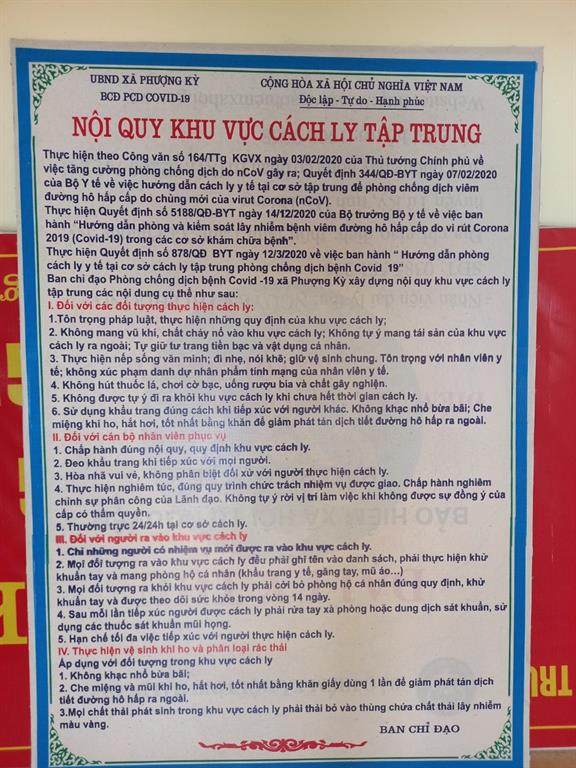 UBND XÃ PHƯỢNG KỲ
BCĐ PCD COVID-19
CỘNG HÒA XÃ HỘI CHỦ NGHĨA VIỆT NAM
Độc lập - Tự do - Hạnh phúc
NỘI QUY KHU VỰC CÁCH LY TẬP TRUNG
Thực hiện theo Công văn số 164/TTg KGVX ngày 03/02/2020 của Thủ tướng Chính phủ về
việc tăng cường phòng chống dịch do nCoV gây ra; Quyết định 344/QĐ-BYT ngày 07/02/2020
của Bộ Y tế về việc hướng dẫn cách ly y tế tại cơ sở tập trung để phòng chống dịch viêm
đường hô hấp cấp do chủng mới của virut Corona (nCoV).
Thực hiện Quyết định số 5188/QĐ-BYT ngày 14/12/2020 của Bộ trưởng Bộ y tế về việc ban
hành "Hướng dẫn phòng và kiểm soát lây nhiễm bệnh viêm đường hô hấp cấp do vi rút Corona
2019 (Covid-19) trong các cơ sở khám chữa bệnh".
Thực hiện Quyết định số 878/QĐ BYT ngày 12/3/2020 về việc ban hành " Hướng dẫn phòng
cách ly y tế tại cơ sở cách ly tập trung phòng chống dịch bệnh Covid 19"
Ban chỉ đạo Phòng chống dịch bệnh Covid -19 xã Phượng Kỳ xây dựng nội quy khu vực cách ly
tập trung các nội dung cụ thể như sau:
I. Đối với các đối tượng thực hiện cách ly:
1.Tôn trọng pháp luật, thực hiện những quy định của khu vực cách ly;
2. Không mang vũ khí, chất cháy nổ vào khu vực cách ly; Không tự ý mang tái sản của khu vực
cách ly ra ngoài; Tự giữ tư trang tiền bạc và vật dụng cá nhân.
3. Thực hiện nếp sống văn minh; đi nhẹ, nói khẽ; giữ vệ sinh chung. Tôn trọng với nhân viên y
tế; không xúc phạm danh dự nhân phẩm tính mạng của nhân viên y tế.
4. Không hút thuốc lá, chơi cờ bạc, uống rượu bia và chất gây nghiện.
5. Không được tự ý đi ra khỏi khu vực cách ly khi chưa hết thời gian cách ly.
6. Sử dụng khẩu trang đúng cách khi tiếp xúc với người khác. Không khạc nhổ bừa bãi; Che
miệng khi ho, hắt hơi, tốt nhất bằng khăn để giảm phát tán dịch tiết đường hô hấp ra ngoài.
II. Đối với cán bộ nhân viên phục vụ
1. Chấp hành đúng nội quy, quy định khu vực cách ly.
2. Đeo khẩu trang khi tiếp xúc với mọi người.
3. Hòa nhã vui vẻ, không phân biệt đối xử với người thực hiện cách ly.
4. Thực hiện nghiêm túc, đúng quy trình chức trách nhiệm vụ được giao. Chấp hành nghiêm
chỉnh sự phân công của Lãnh đạo. Không tự ý rời vị trí làm việc khi không được sự đồng ý của
cấp có thẩm quyền.
5. Thường trực 24/24h tại cơ sở cách ly.
III. Đối với người ra vào khu vực cách ly
1. Chỉ những người có nhiệm vụ mới được ra vào khu vực cách ly.
2. Mọi đối tượng ra vào khu vực cách ly đều phải ghi tên vào danh sách, phải thực hiện khử
khuẩn tay và mang phòng hộ cá nhân (khẩu trang y tế, găng tay, mũ áo...)
3. Mọi đối tượng ra khỏi khu vực cách ly phải cởi bỏ phòng hộ cá nhân đúng quy định, khử
khuẩn tay và được theo dõi sức khỏe trong vòng 14 ngày.
4. Sau mỗi lần tiếp xúc người được cách ly phải rửa tay xà phòng hoặc dung dịch sát khuẩn, sử
dụng các thuốc sát khuẩn mũi họng.
5. Hạn chế tối đa việc tiếp xúc với người thực hiện cách ly.
IV. Thực hiện vệ sinh khi ho và phân loại rác thải
Áp dụng với đối tượng trong khu vực cách ly
1. Không khạc nhổ bừa bãi;
2. Che miệng và mũi khi ho, hắt hơi, tốt nhất bằng khăn giấy dùng 1 lần để giảm phát tán dịch
tiết đường hô hấp ra ngoài.
3.Mọi chất thải phát sinh trong khu vực cách ly phải thải bỏ vào thùng chứa chất thải lây nhiễm
màu vàng.
BAN CHỈ ĐẠO
TRU